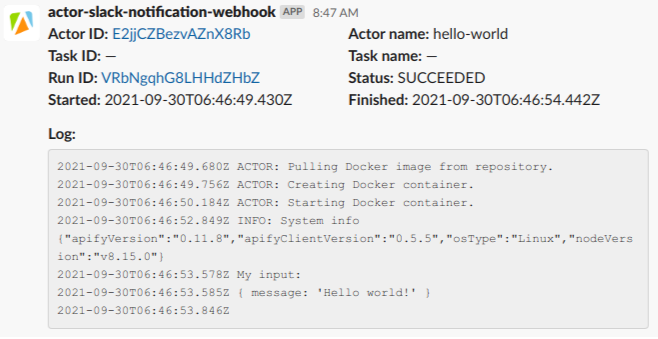 actor-slack-notification-webhook APP 8:47 AM
Actor ID: E2jjCZBezvAZnX8Rb Actor name: hello-world
Task ID: — Task name: —
Run ID: VRbNgqhG8LHHdZHbZ Status: SUCCEEDED
Started: 2021-09-30T06:46:49.430Z Finished: 2021-09-30T06:46:54.442Z
Log:
2021-09-30T06:46:49.680Z ACTOR: Pulling Docker image from repository.
2021-09-30T06:46:49.756Z ACTOR: Creating Docker container.
2021-09-30T06:46:50.184Z ACTOR: Starting Docker container.
2021-09-30T06:46:52.849Z INFO: System info
{"apifyVersion":"0.11.8","apifyClientVersion":"0.5.5","osType":"Linux","nodeVers
ion":"v8.15.0"}
2021-09-30T06:46:53.578Z My input:
2021-09-30T06:46:53.585Z { message: 'Hello world!' }
2021-09-30T06:46:53.846Z